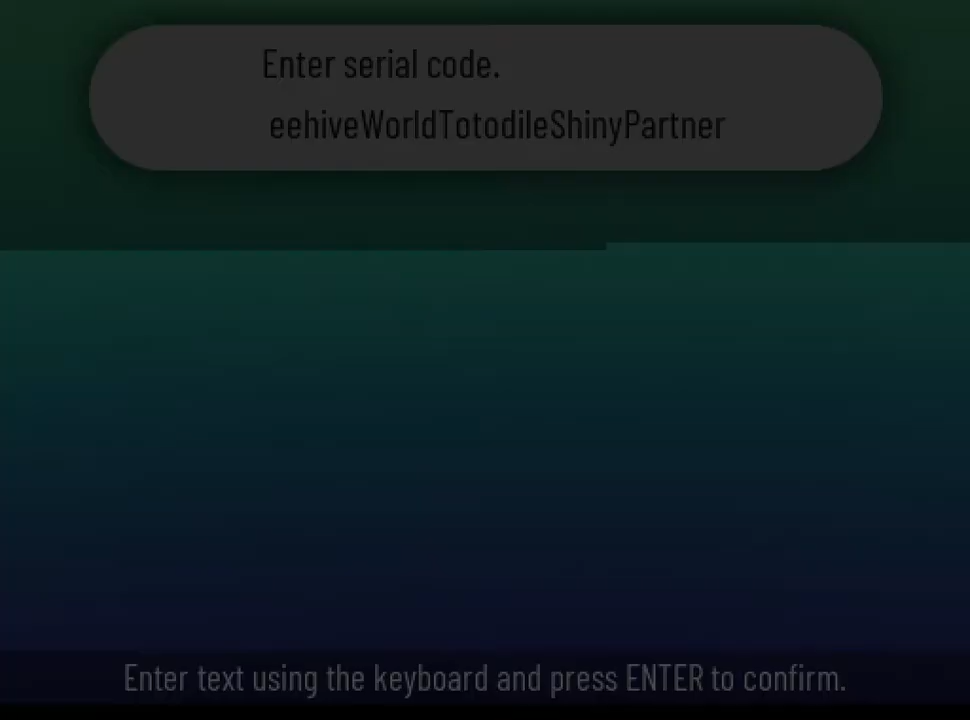 Enter serial code.
eehiveWorldTotodileShinyPartner
Enter text using the keyboard and press ENTER to confirm.